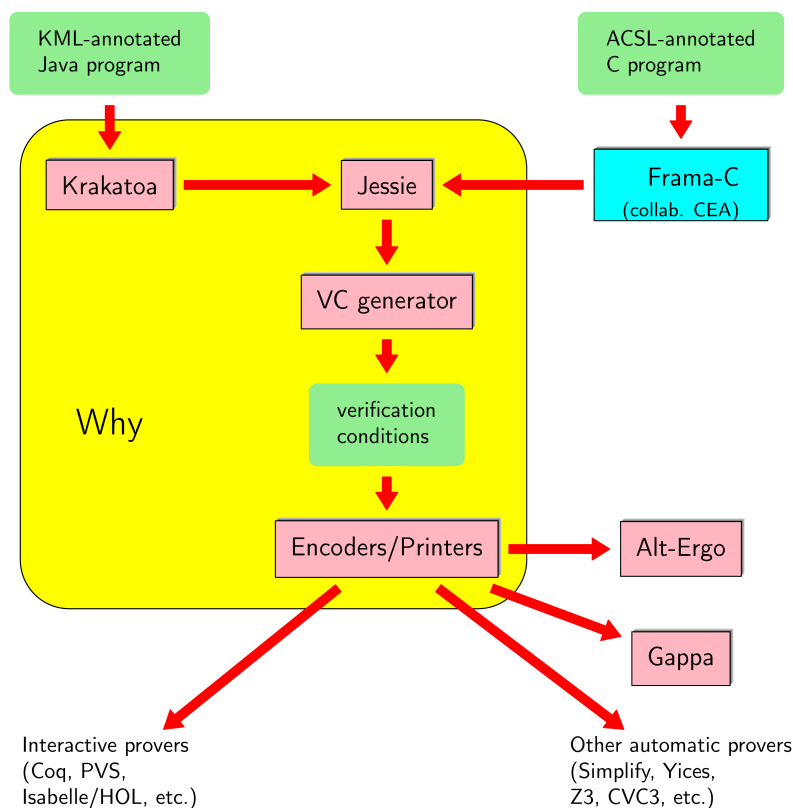 KML-annotated
Java program
ACSL-annotated
C program
Krakatoa
Jessie
Frama-C
(collab. CEA)
VC generator
Why
verification
conditions
Encoders/Printers
Alt-Ergo
Gappa
Interactive provers
(Coq, PVS,
Isabelle/HOL, etc.)
Other automatic provers
(Simplify, Yices,
Z3, CVC3, etc.)